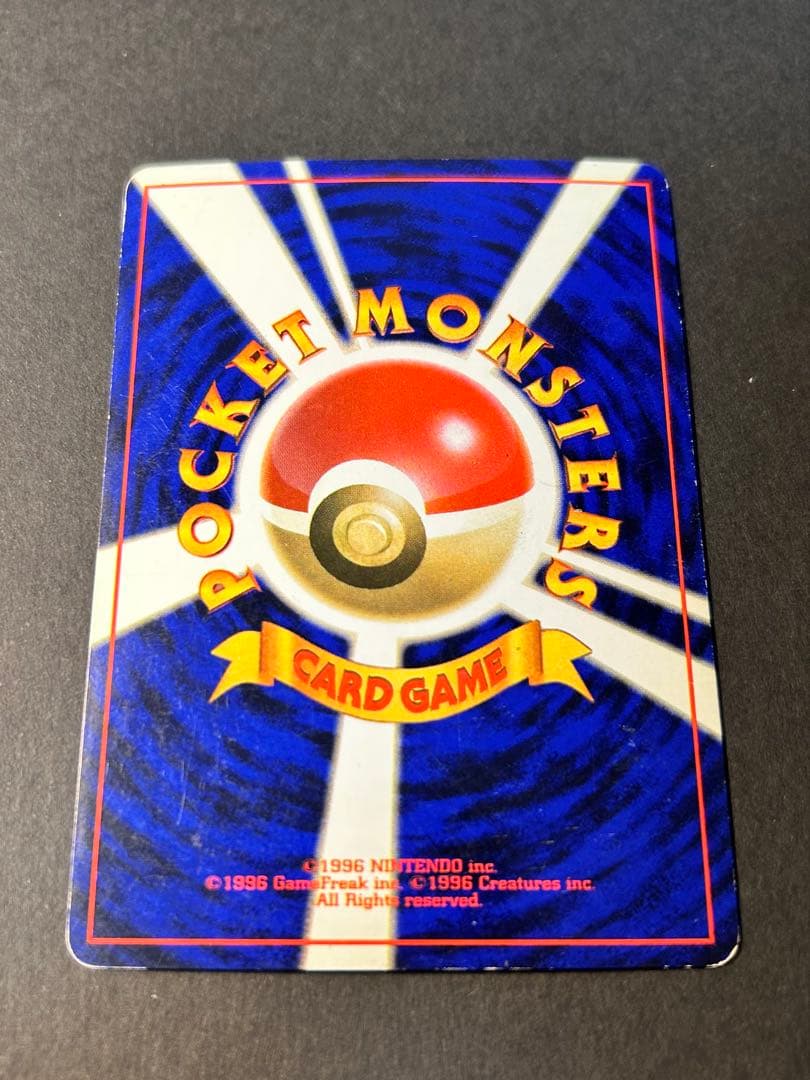 POCKET MONSTERS
CARD GAME
©1996 NINTENDO inc.
©1996 GameFreak inc. ©1996 Creatures inc.
All Rights reserved.